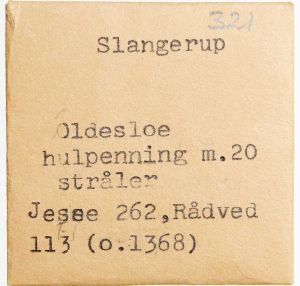 321
Slangerup
Oldesloe
hulpenning m.20
stråler
Jesse 262, Rådved
113 (o.1368)